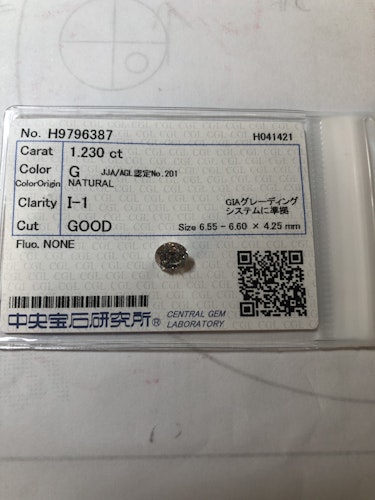 No. H9796387 H041421
Carat 1.230 ct
Color G JJA/AGL認定No.201
ColorOrigin NATURAL
Clarity I-1 GIAグレーディング
システムに準拠
Cut GOOD Size 6.55 - 6.60 × 4.25 mm
Fluo. NONE
中央宝石研究所® CENTRAL GEM
LABORATORY